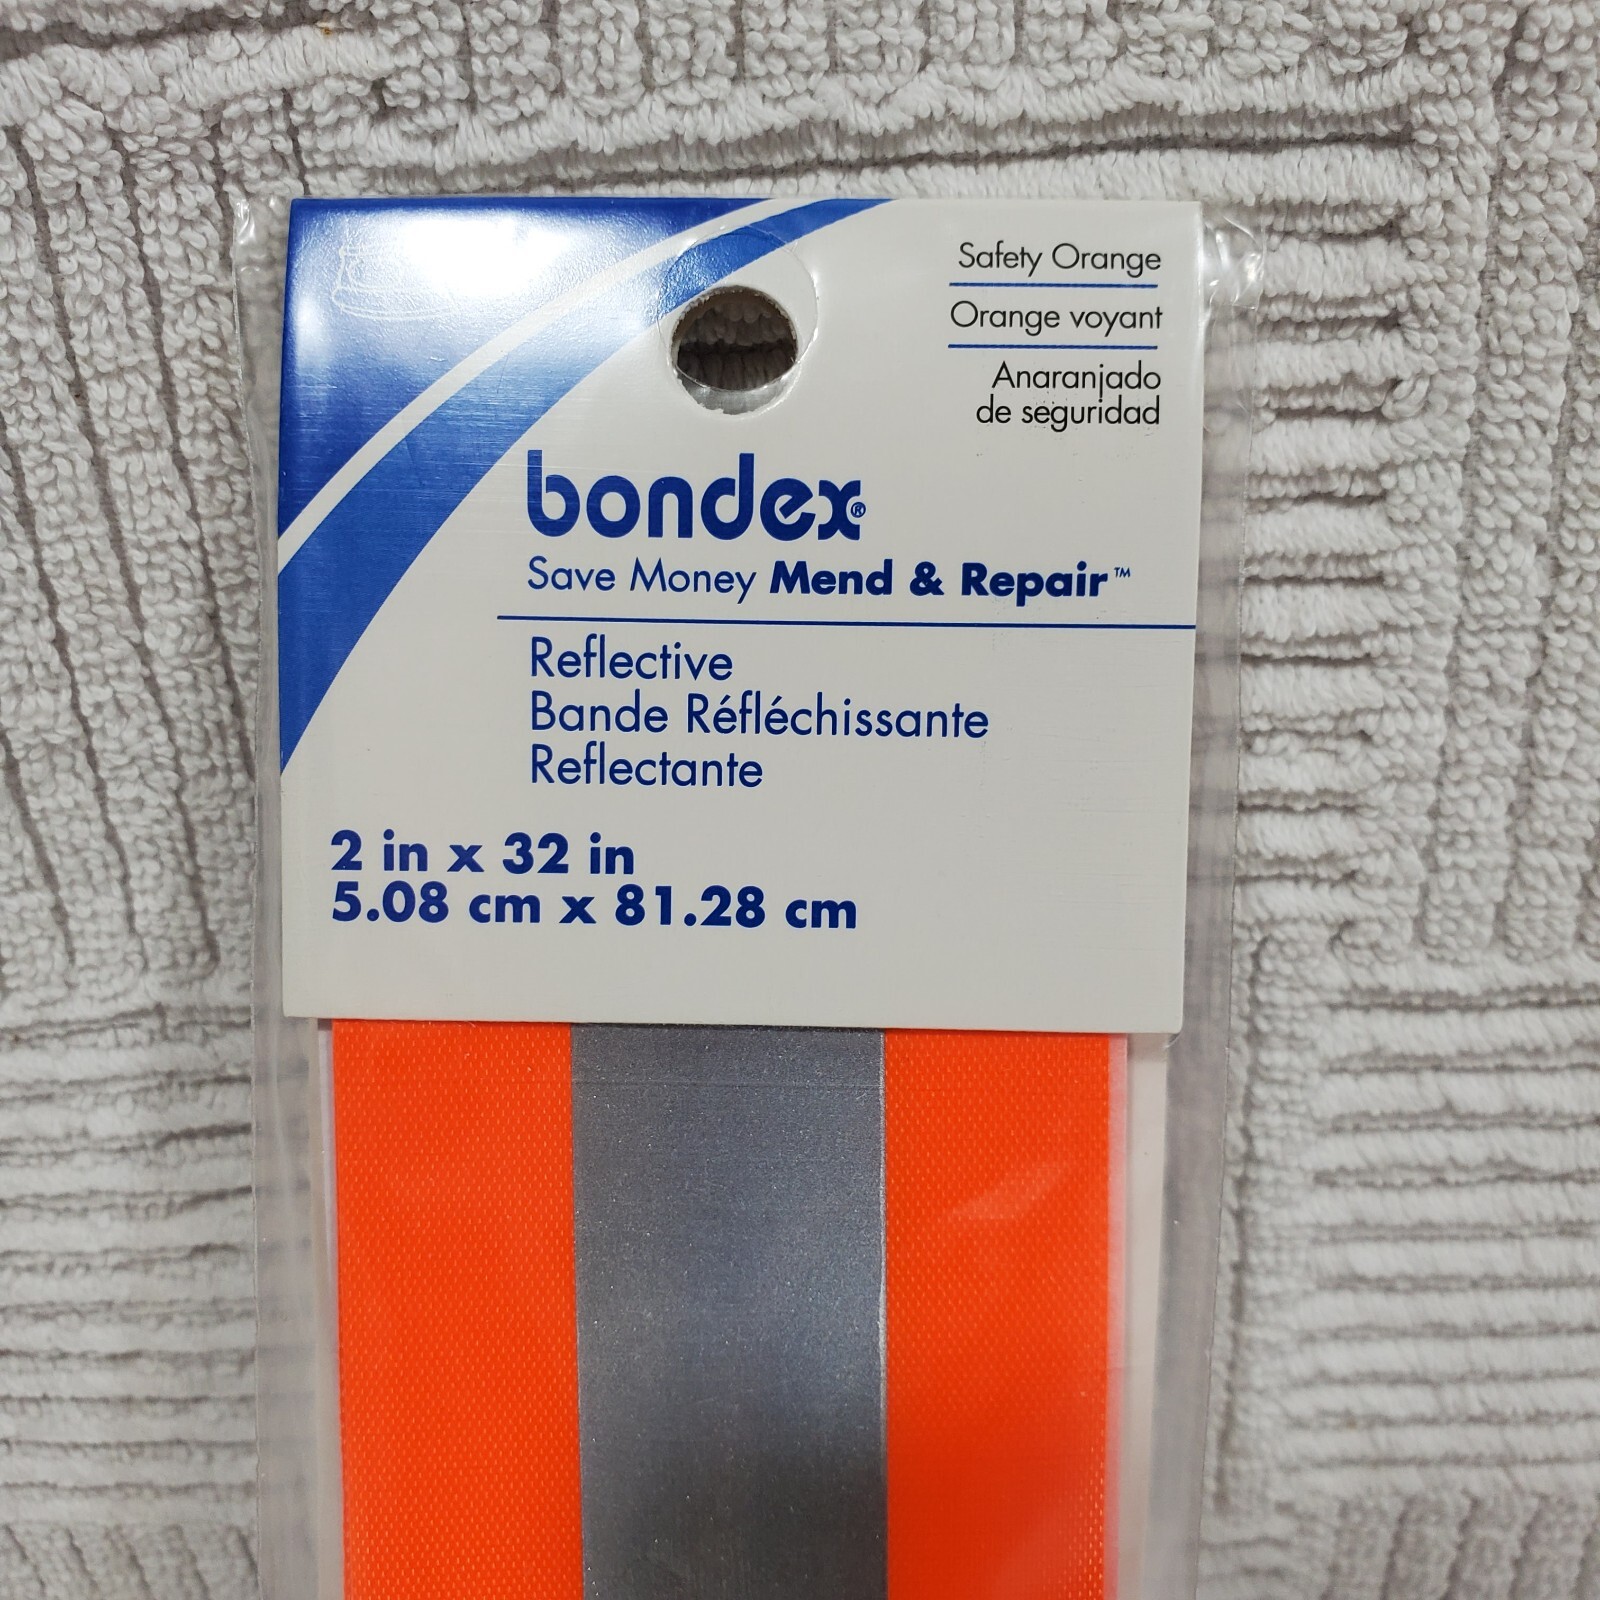 Safety Orange
Orange voyant
Anaranjado
de seguridad
bondex®
Save Money Mend & Repair™
Reflective
Bande Réfléchissante
Reflectante
2 in x 32 in
5.08 cm x 81.28 cm